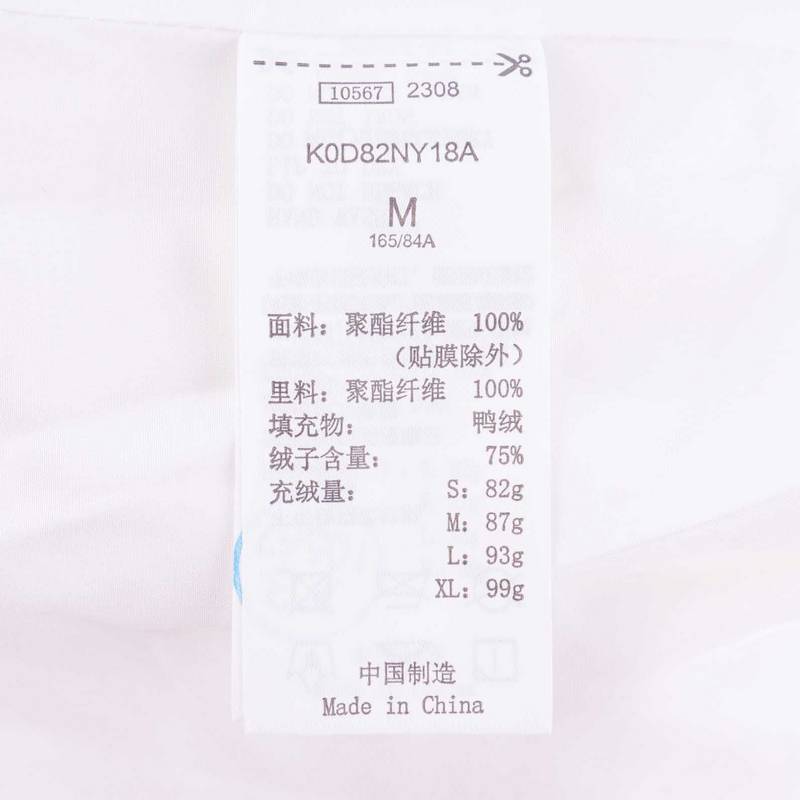 10567 2308
K0D82NY18A
M
165/84A
面料: 聚酯纤维 100%
(贴膜除外)
里料: 聚酯纤维 100%
填充物: 鸭绒
绒子含量: 75%
充绒量: S: 82g
M: 87g
L: 93g
XL: 99g
中国制造
Made in China